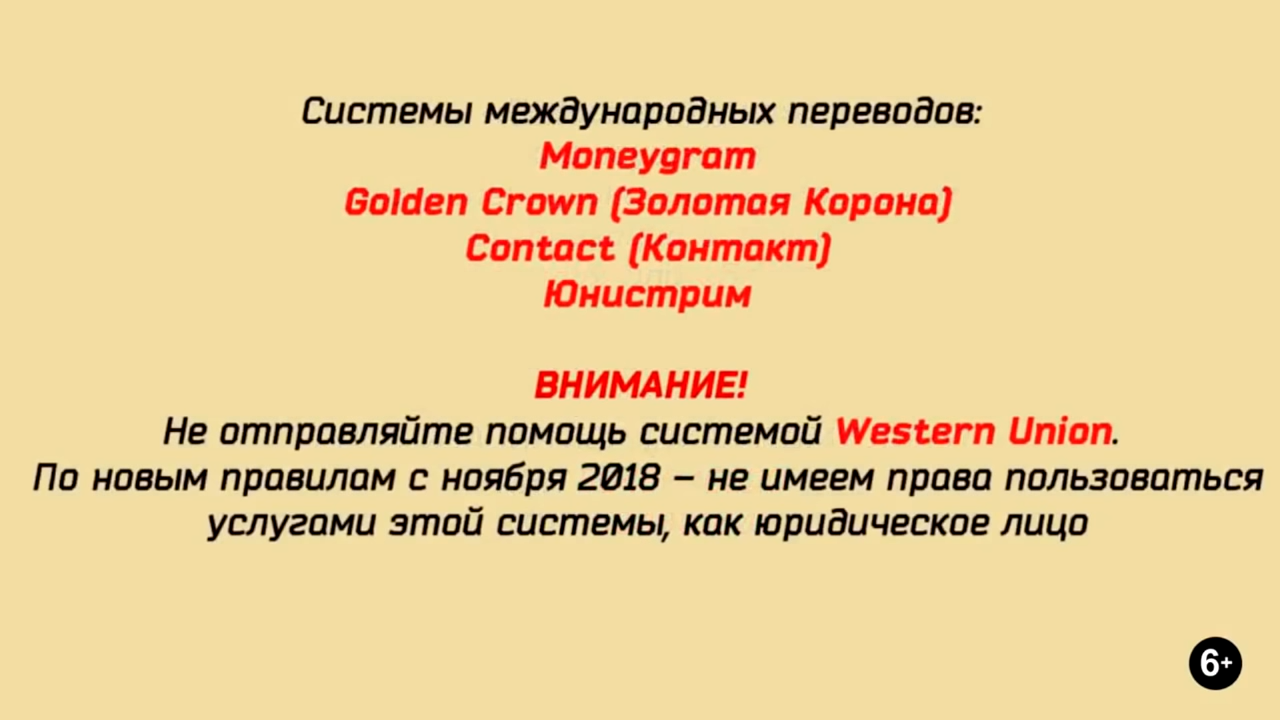 Системы международных переводов:
Moneygram
Golden Crown (Золотая Корона)
Contact (Контакт)
Юнистрим
ВНИМАНИЕ!
Не отправляйте помощь системой Western Union.
По новым правилам с ноября 2018 – не имеем права пользоваться
услугами этой системы, как юридическое лицо
6+